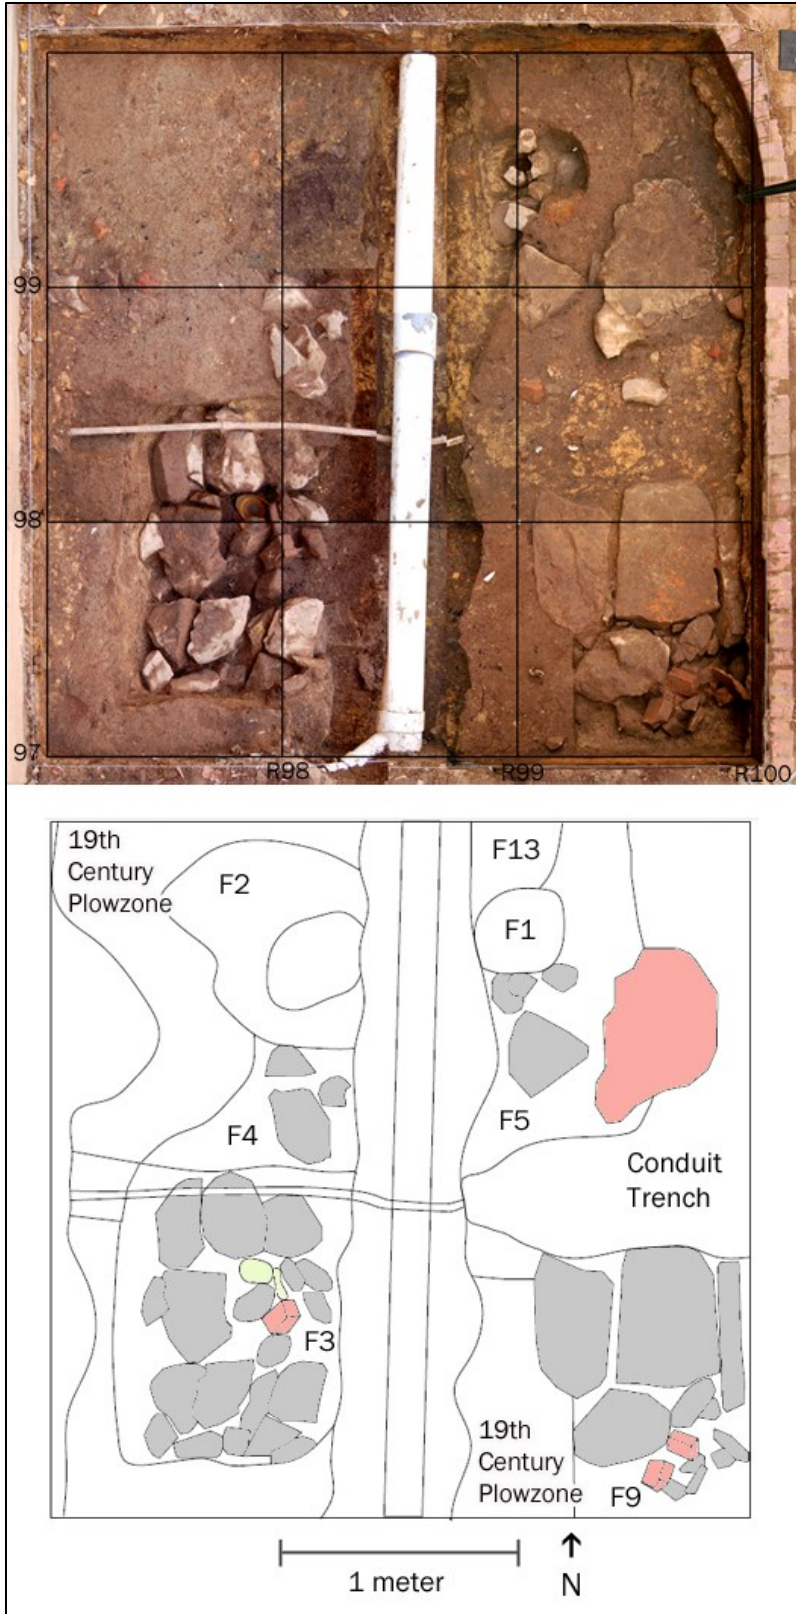 99
98
97
R98
R99
R100
19th
Century
Plowzone
F2
F13
F1
F4
F5
Conduit
Trench
F3
19th
Century
Plowzone
F9
1 meter
N